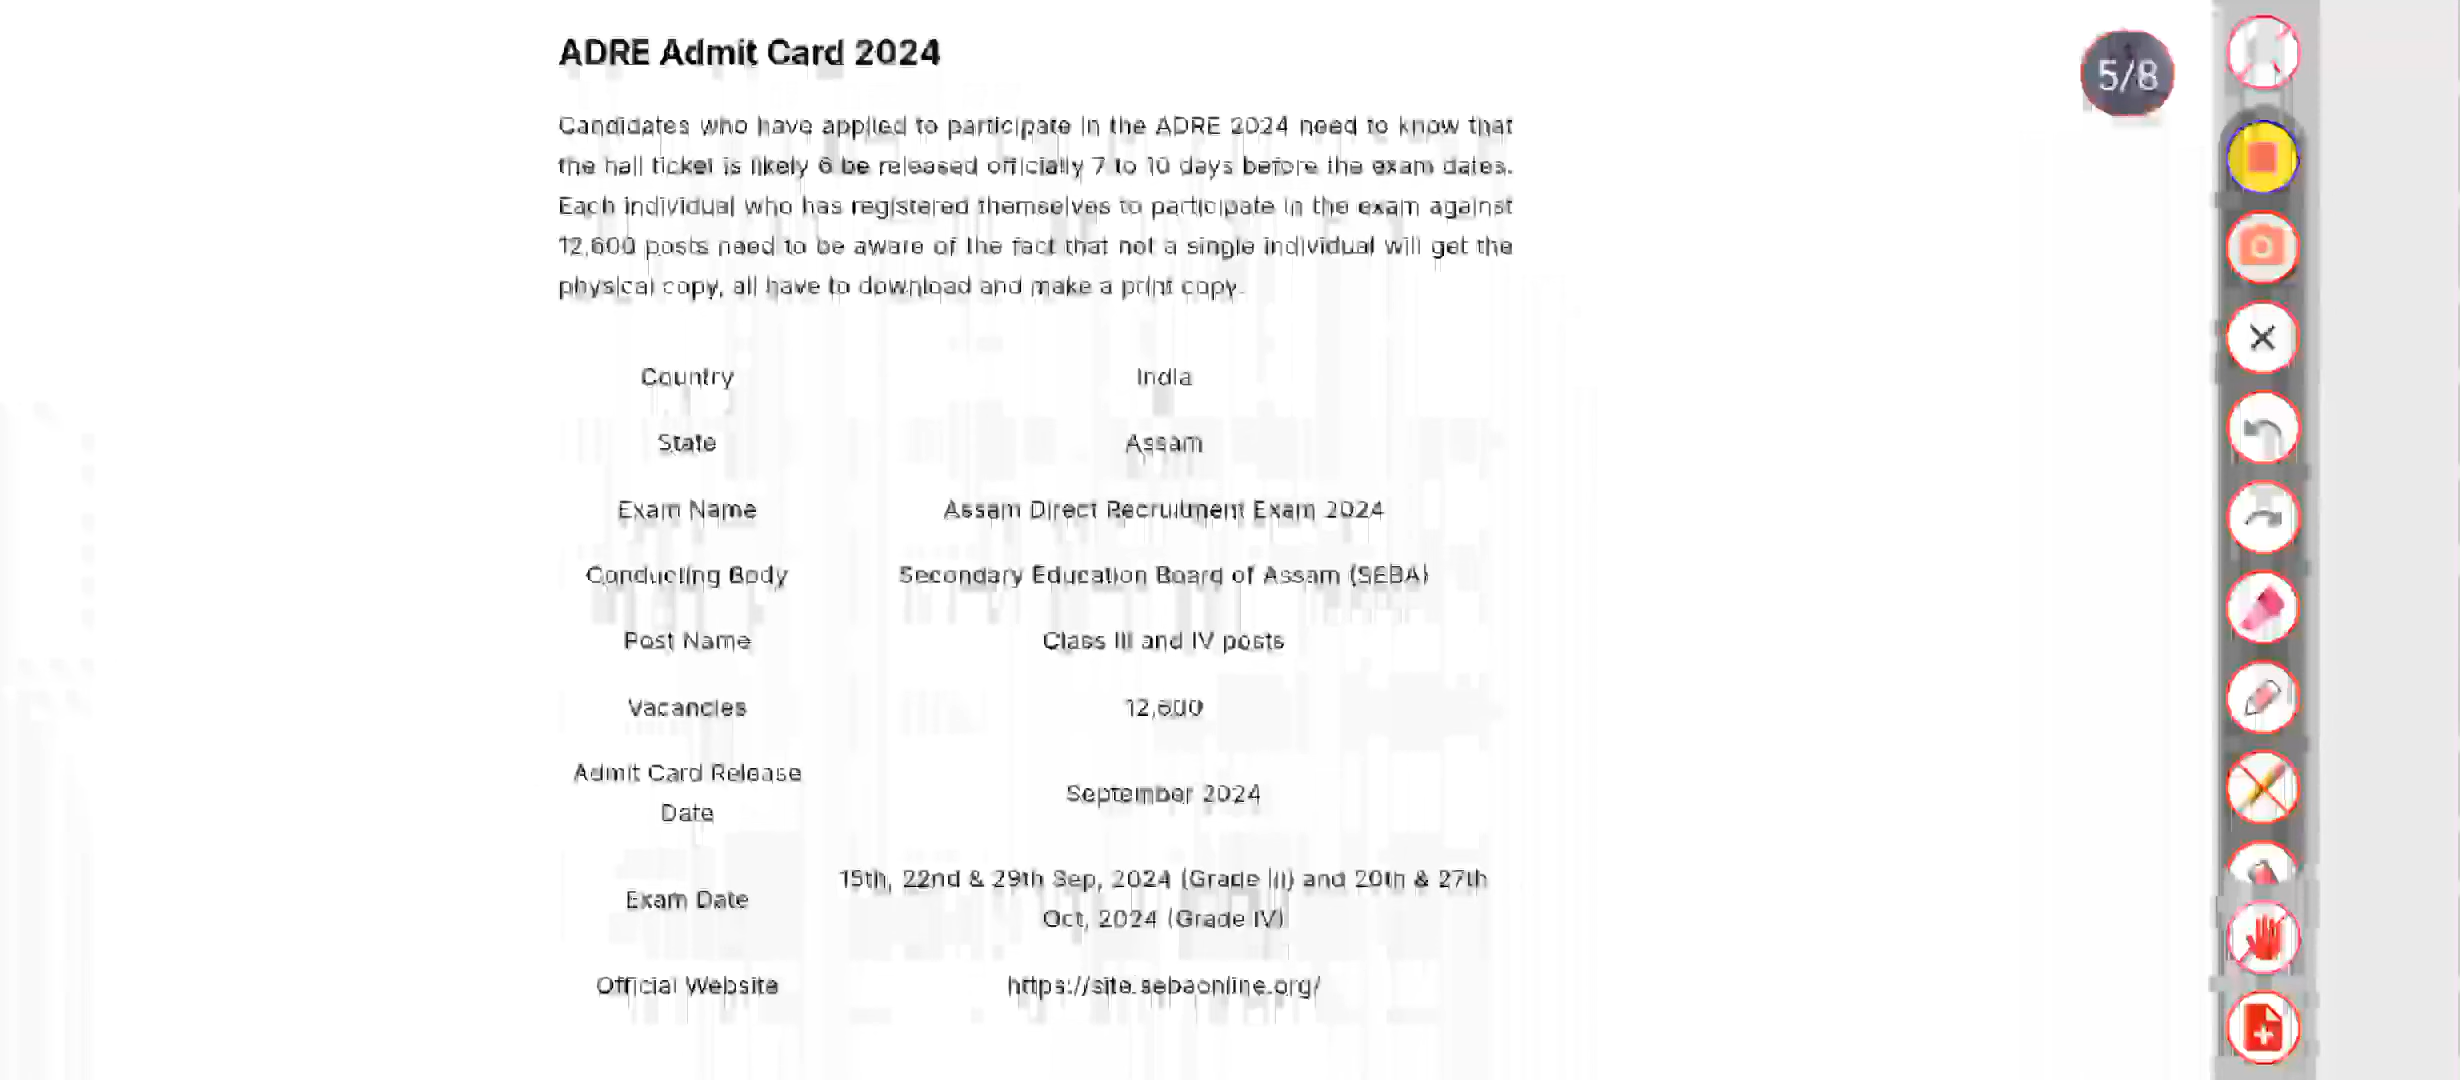 ADRE Admit Card 2024
5/8
Candidates who have applied to participate in the ADRE 2024 need to know that
the hall ticket is likely 6 be released officially 7 to 10 days before the exam dates.
Each individual who has registered themselves to participate in the exam against
12,600 posts need to be aware of the fact that not a single individual will get the
physical copy, all have to download and make a print copy.
Country India
State Assam
Exam Name Assam Direct Recruitment Exam 2024
Conducting Body Secondary Education Board of Assam (SEBA)
Post Name Class III and IV posts
Vacancies 12,600
Admit Card Release
Date
September 2024
Exam Date
15th, 22nd & 29th Sep, 2024 (Grade III) and 20th & 27th
Oct, 2024 (Grade IV)
Official Website https://site.sebaonline.org/